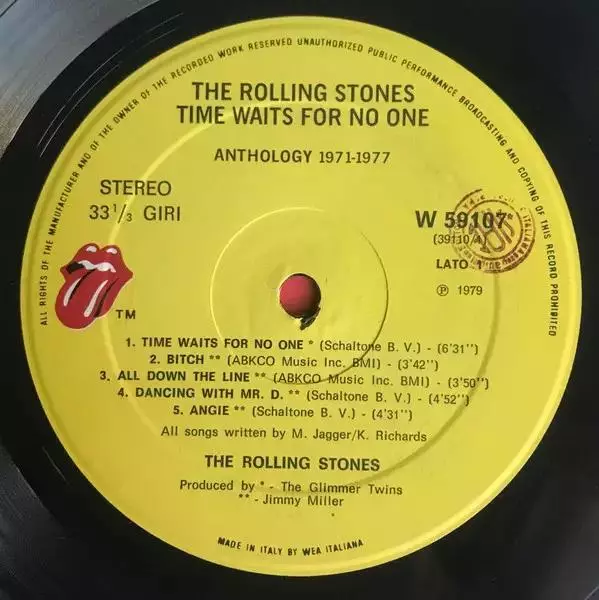 ALL RIGHTS OF THE MANUFACTURER AND OF THE OWNER OF THE RECORDED WORK RESERVED UNAUTHORIZED PUBLIC PERFORMANCE BROADCASTING AND COPYING OF THIS RECORD PROHIBITED
THE ROLLING STONES
TIME WAITS FOR NO ONE
ANTHOLOGY 1971-1977
STEREO
33 1/3 GIRI
W 59107
(39110/A)
LATO 1
℗ 1979
TM
1. TIME WAITS FOR NO ONE * (Schaltone B. V.) - (6'31'')
2. BITCH ** (ABKCO Music Inc. BMI) - (3'42'')
3. ALL DOWN THE LINE ** (ABKCO Music Inc. BMI) - (3'50'')
4. DANCING WITH MR. D. ** (Schaltone B. V.) - (4'52'')
5. ANGIE ** (Schaltone B. V.) - (4'31'')
All songs written by M. Jagger/K. Richards
THE ROLLING STONES
Produced by * - The Glimmer Twins
** - Jimmy Miller
MADE IN ITALY BY WEA ITALIANA